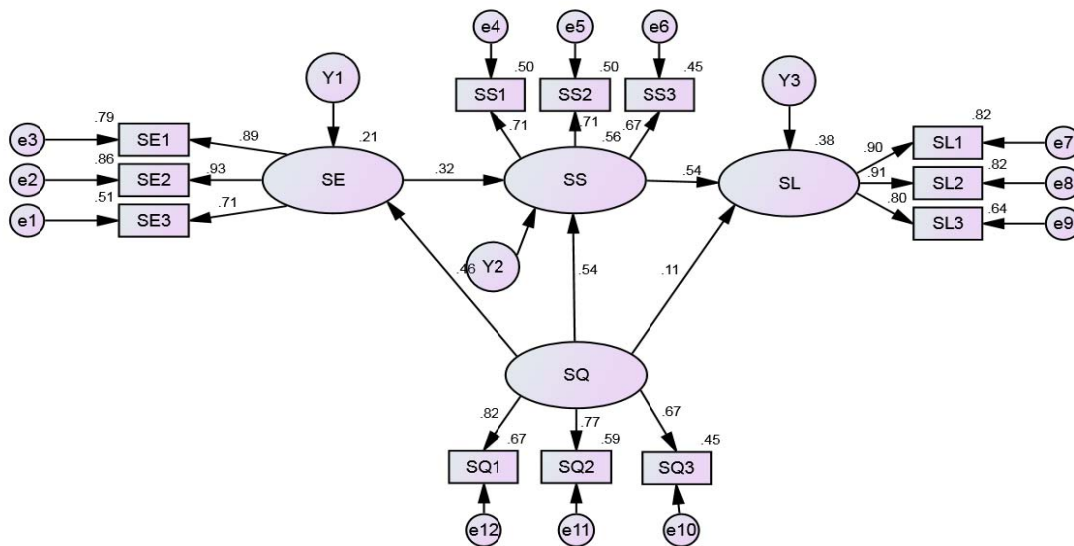 e4 e5 e6
.50 .50 .45
Y1 SS1 SS2 SS3 Y3
.79 .71 .71 .67 .82
e3 SE1 .89 .21 .56 .38 .90 SL1 e7
.86 .82
e2 SE2 .93 SE .32 SS .54 SL .91 SL2 e8
.51 .64
e1 SE3 .71 .80 SL3 e9
Y2
.46 .54 .11
SQ
.82 .77 .67
.67 .59 .45
SQ1 SQ2 SQ3
e12 e11 e10